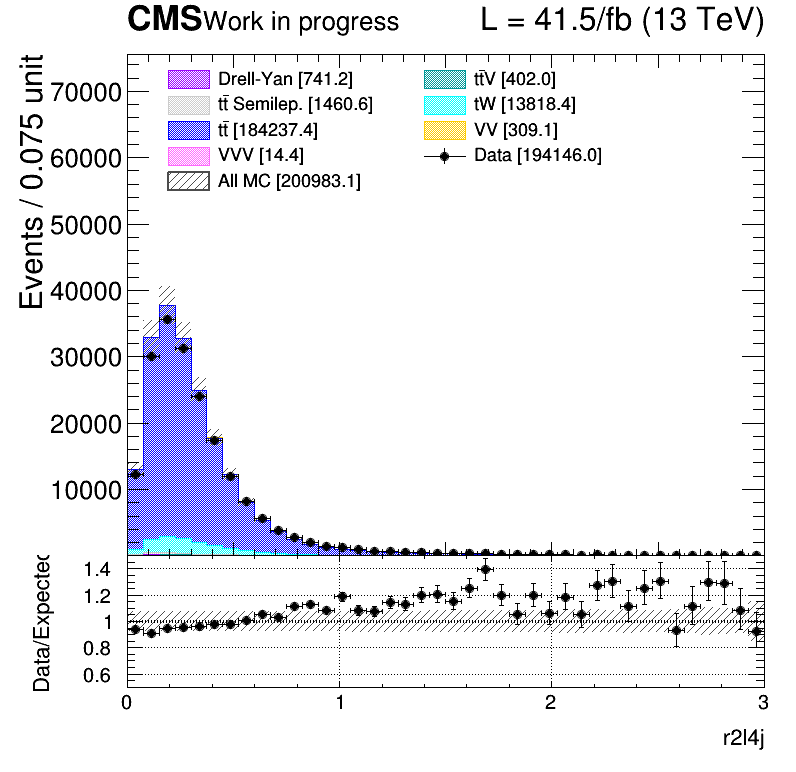 CMS Work in progress L = 41.5/fb (13 TeV)
Events / 0.075 unit
70000
60000
50000
40000
30000
20000
10000
Drell-Yan [741.2]
tt̄ Semilep. [1460.6]
tt̄ [184237.4]
VVV [14.4]
All MC [200983.1]
tt̄V [402.0]
tW [13818.4]
VV [309.1]
Data [194146.0]
Data/Expected
1.4
1.2
1
0.8
0.6
0 1 2 3
r2l4j